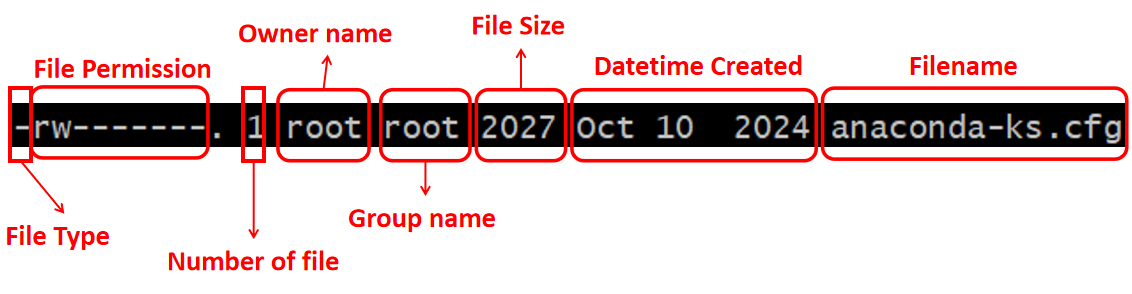 Owner name
File Size
File Permission
Datetime Created
Filename
-rw-------. 1 root root 2027 Oct 10  2024 anaconda-ks.cfg
Group name
File Type
Number of file